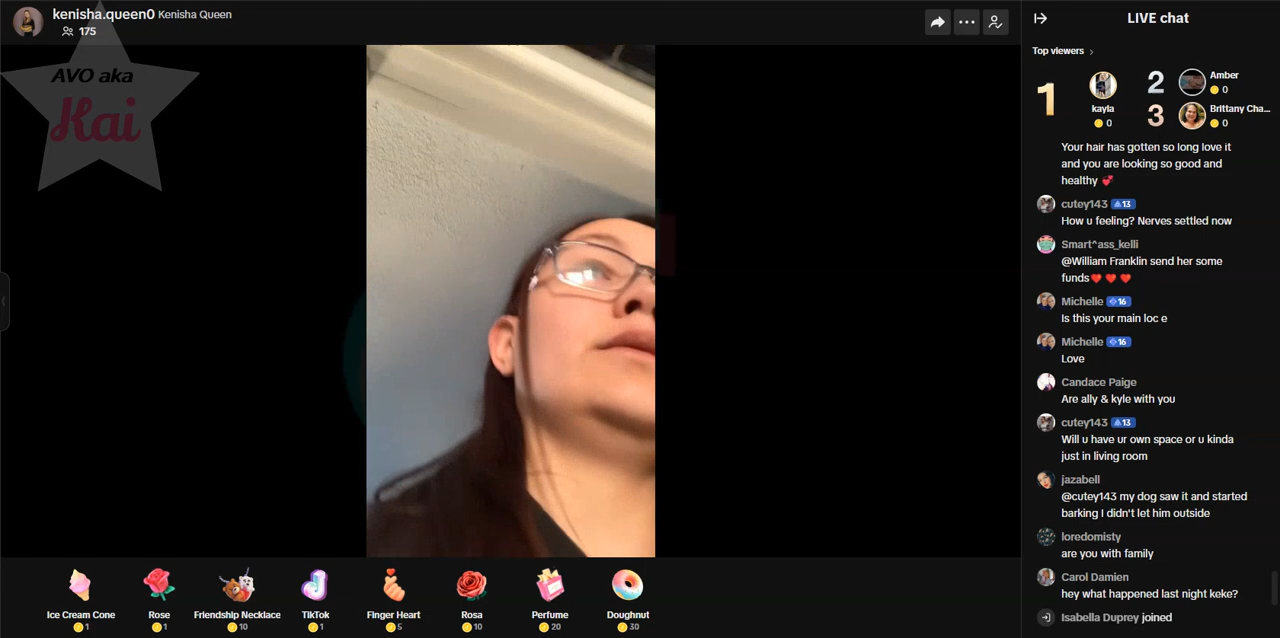 kenisha.queen0 Kenisha Queen
175
AVO aka
Kai
LIVE chat
Top viewers
1
kayla
0
2
Amber
0
3
Brittany Cha...
0
Your hair has gotten so long love it
and you are looking so good and
healthy 💕
cutey143 13
How u feeling? Nerves settled now
Smart^ass_kelli
@William Franklin send her some
funds❤️ ❤️ ❤️
Michelle 16
Is this your main loc e
Michelle 16
Love
Candace Paige
Are ally & kyle with you
cutey143 13
Will u have ur own space or u kinda
just in living room
jazabell
@cutey143 my dog saw it and started
barking I didn't let him outside
loredomisty
are you with family
Carol Damien
hey what happened last night keke?
Isabella Duprey joined
Ice Cream Cone
1
Rose
1
Friendship Necklace
10
TikTok
1
Finger Heart
5
Rosa
10
Perfume
20
Doughnut
30